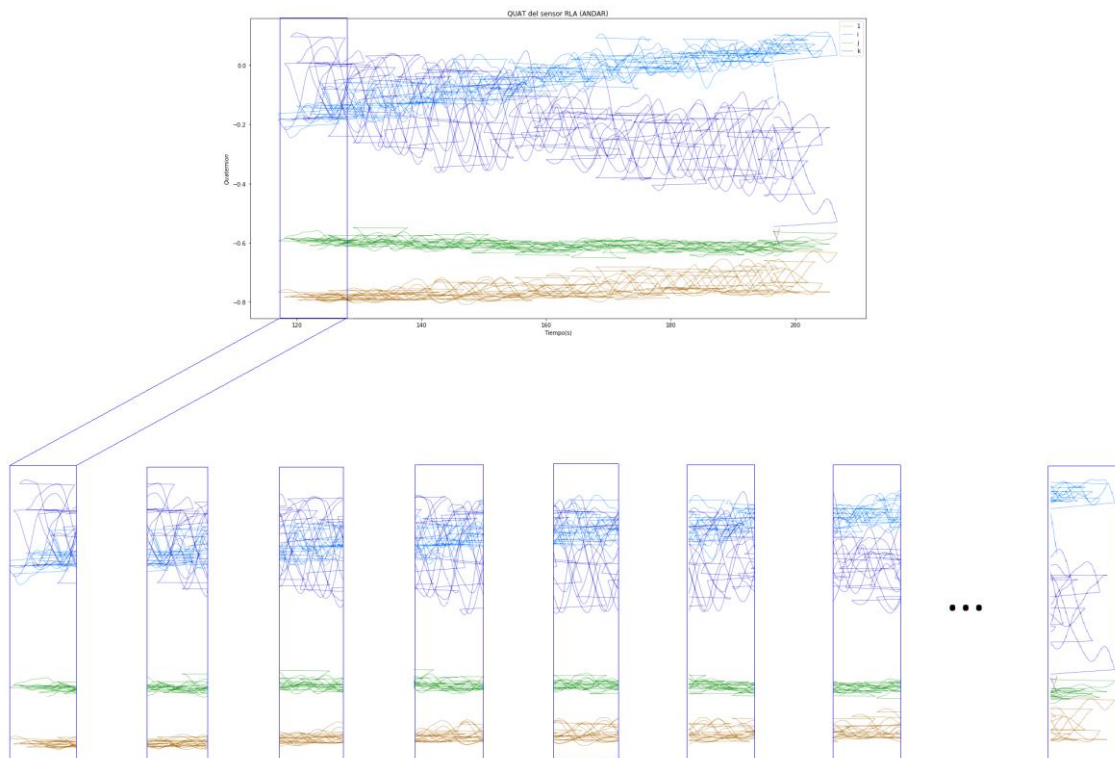 QUAT del sensor RLA (ANDAR)
1
i
j
k
0.0
−0.2
−0.4
−0.6
−0.8
Quaternion
120
140
160
180
200
Tiempo(s)
...